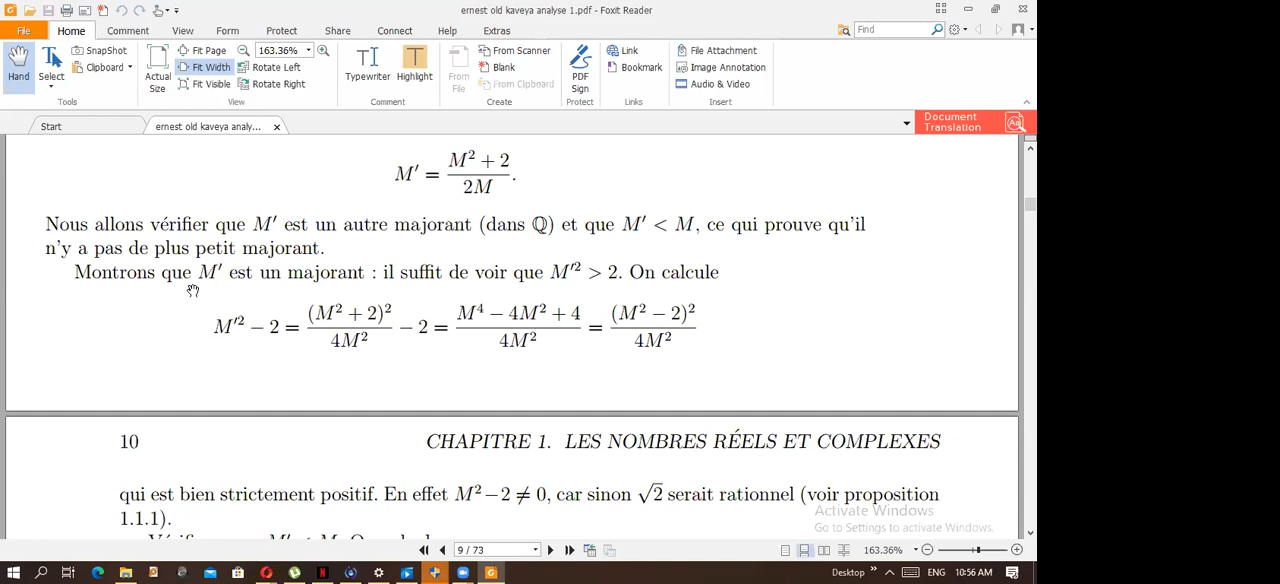 ernest old kaveya analyse 1.pdf - Foxit Reader
File Home Comment View Form Protect Share Connect Help Extras
Find
Hand
Select
SnapShot
Clipboard
Tools
Actual Size
Fit Page
Fit Width
Fit Visible
163.36%
Rotate Left
Rotate Right
View
Typewriter
Highlight
Comment
From File
From Scanner
Blank
From Clipboard
Create
PDF Sign
Protect
Link
Bookmark
Links
File Attachment
Image Annotation
Audio & Video
Insert
Start
ernest old kaveya analy...
Document Translation
M′ = (M² + 2) / 2M.
Nous allons vérifier que M′ est un autre majorant (dans ℚ) et que M′ < M, ce qui prouve qu'il
n'y a pas de plus petit majorant.
Montrons que M′ est un majorant : il suffit de voir que M′² > 2. On calcule
M′² − 2 = (M² + 2)² / 4M² − 2 = (M⁴ − 4M² + 4) / 4M² = (M² − 2)² / 4M²
10 CHAPITRE 1. LES NOMBRES RÉELS ET COMPLEXES
qui est bien strictement positif. En effet M² − 2 ≠ 0, car sinon √2 serait rationnel (voir proposition
1.1.1).
Activate Windows
Go to Settings to activate Windows.
9 / 73
163.36%
Desktop
ENG
10:56 AM